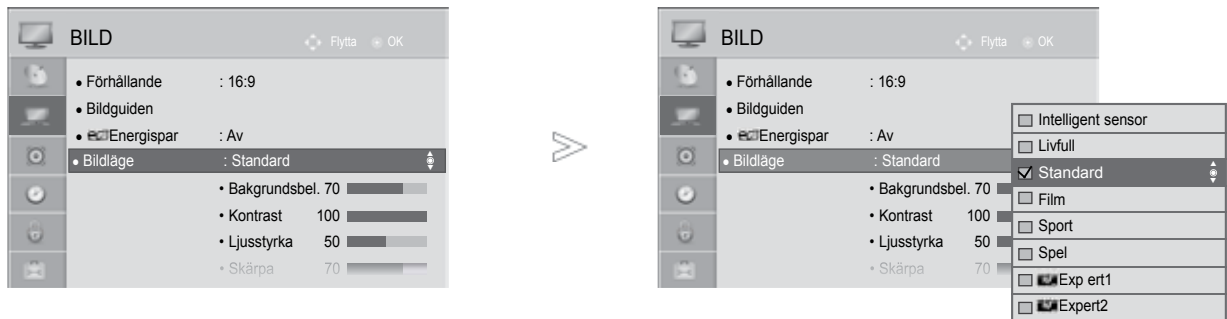 BILD
Flytta OK
• Förhållande : 16:9
• Bildguiden
• Energispar : Av
• Bildläge : Standard
• Bakgrundsbel. 70
• Kontrast 100
• Ljusstyrka 50
• Skärpa 70
BILD
Flytta OK
• Förhållande : 16:9
• Bildguiden
• Energispar : Av
• Bildläge : Standard
• Bakgrundsbel. 70
• Kontrast 100
• Ljusstyrka 50
• Skärpa 70
Intelligent sensor
Livfull
Standard
Film
Sport
Spel
Exp ert1
Expert2